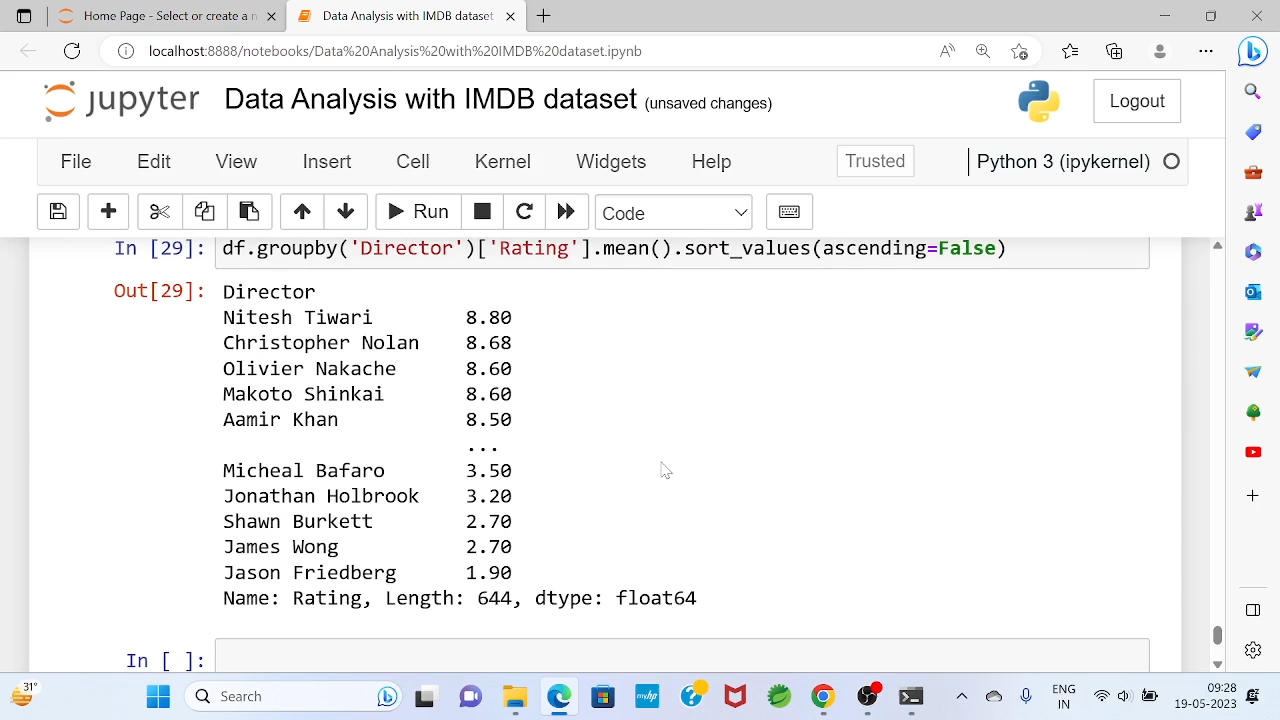 Home Page - Select or create a n
Data Analysis with IMDB dataset
localhost:8888/notebooks/Data%20Analysis%20with%20IMDB%20dataset.ipynb
jupyter Data Analysis with IMDB dataset (unsaved changes)
Logout
File Edit View Insert Cell Kernel Widgets Help
Trusted
Python 3 (ipykernel)
Run
Code
In [29]: df.groupby('Director')['Rating'].mean().sort_values(ascending=False)
Out[29]: Director
Nitesh Tiwari 8.80
Christopher Nolan 8.68
Olivier Nakache 8.60
Makoto Shinkai 8.60
Aamir Khan 8.50
...
Micheal Bafaro 3.50
Jonathan Holbrook 3.20
Shawn Burkett 2.70
James Wong 2.70
Jason Friedberg 1.90
Name: Rating, Length: 644, dtype: float64
In [ ]:
31°
Search
ENG
IN
09:28
19-05-2023